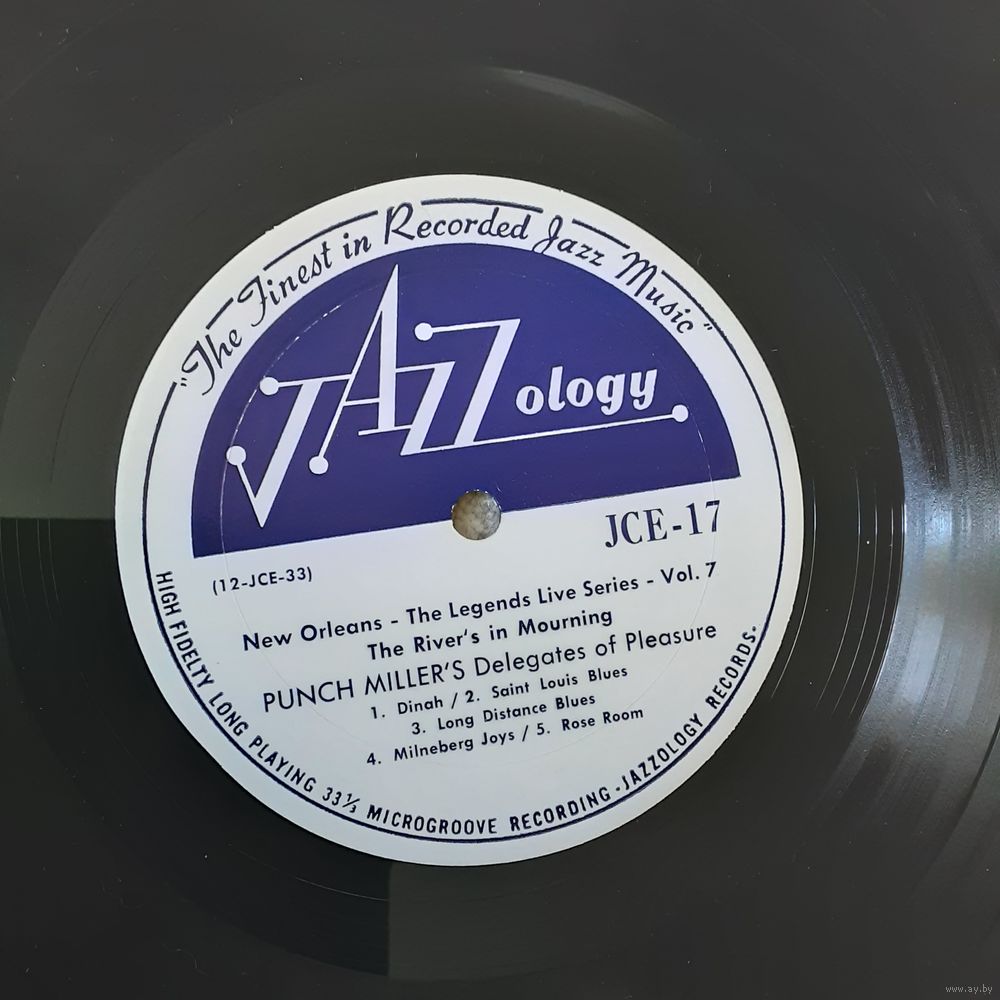 "The Finest in Recorded Jazz Music"
JAZZology
JCE-17
(12-JCE-33)
New Orleans - The Legends Live Series - Vol. 7
The River's in Mourning
PUNCH MILLER'S Delegates of Pleasure
1. Dinah / 2. Saint Louis Blues
3. Long Distance Blues
4. Milneberg Joys / 5. Rose Room
HIGH FIDELTY LONG PLAYING 33⅓ MICROGROOVE RECORDING - JAZZOLOGY RECORDS.
www.ay.by